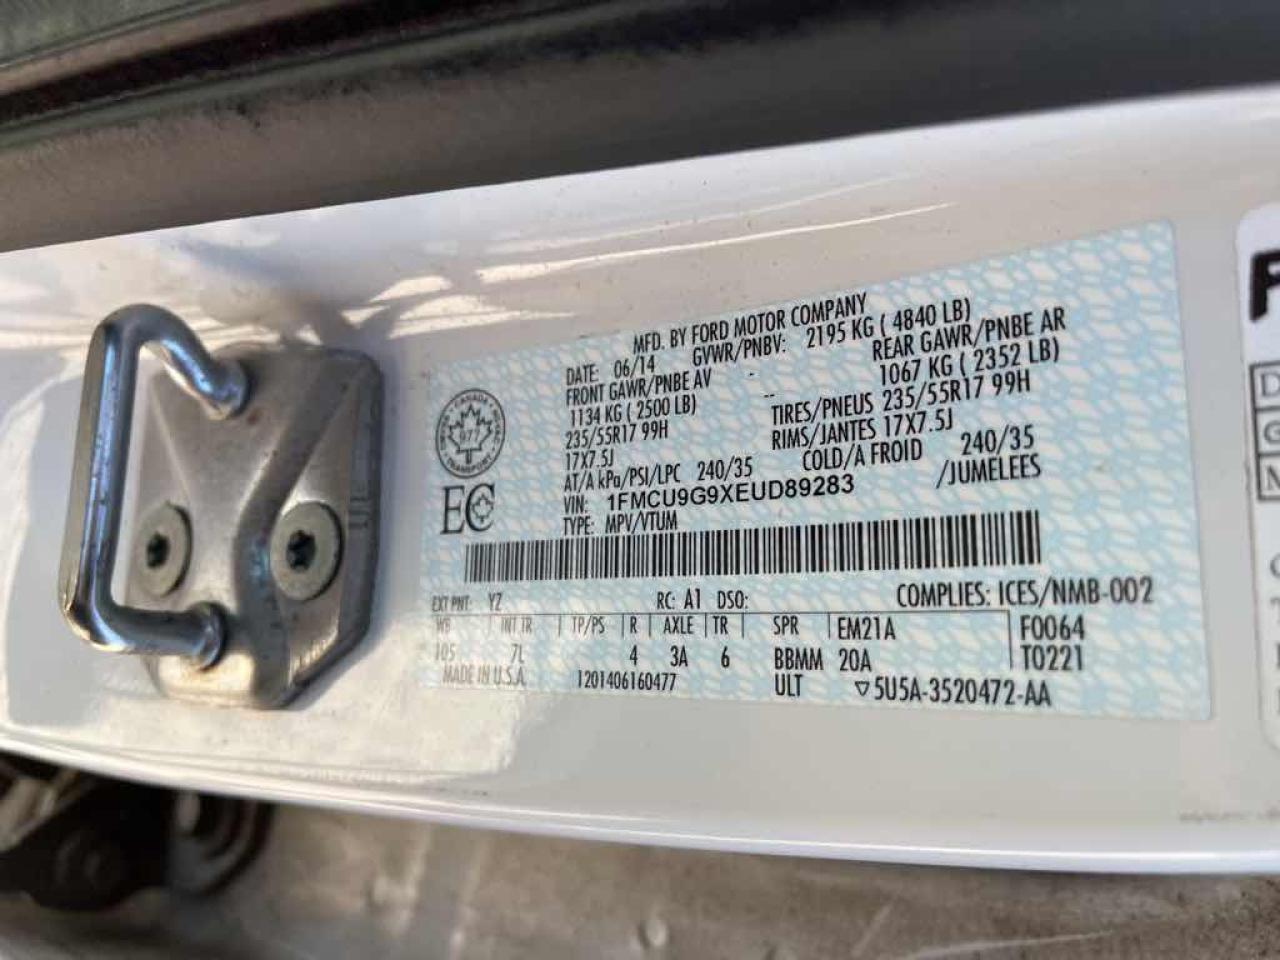 MFD. BY FORD MOTOR COMPANY
DATE: 06/14 GVWR/PNBV: 2195 KG ( 4840 LB)
FRONT GAWR/PNBE AV -- REAR GAWR/PNBE AR
1134 KG ( 2500 LB) 1067 KG ( 2352 LB)
235/55R17 99H TIRES/PNEUS 235/55R17 99H
17X7.5J RIMS/JANTES 17X7.5J
AT/A kPa/PSI/LPC 240/35 COLD/A FROID 240/35
VIN: 1FMCU9G9XEUD89283 /JUMELEES
TYPE: MPV/VTUM
CANADA
TRANSPORT
EC
EXT PNT: YZ RC: A1 DSO: COMPLIES: ICES/NMB-002
WB INT TR TP/PS R AXLE TR SPR EM21A F0064
105 7L 4 3A 6 BBMM 20A T0221
MADE IN U.S.A. 1201406160477 ULT ▽5U5A-3520472-AA